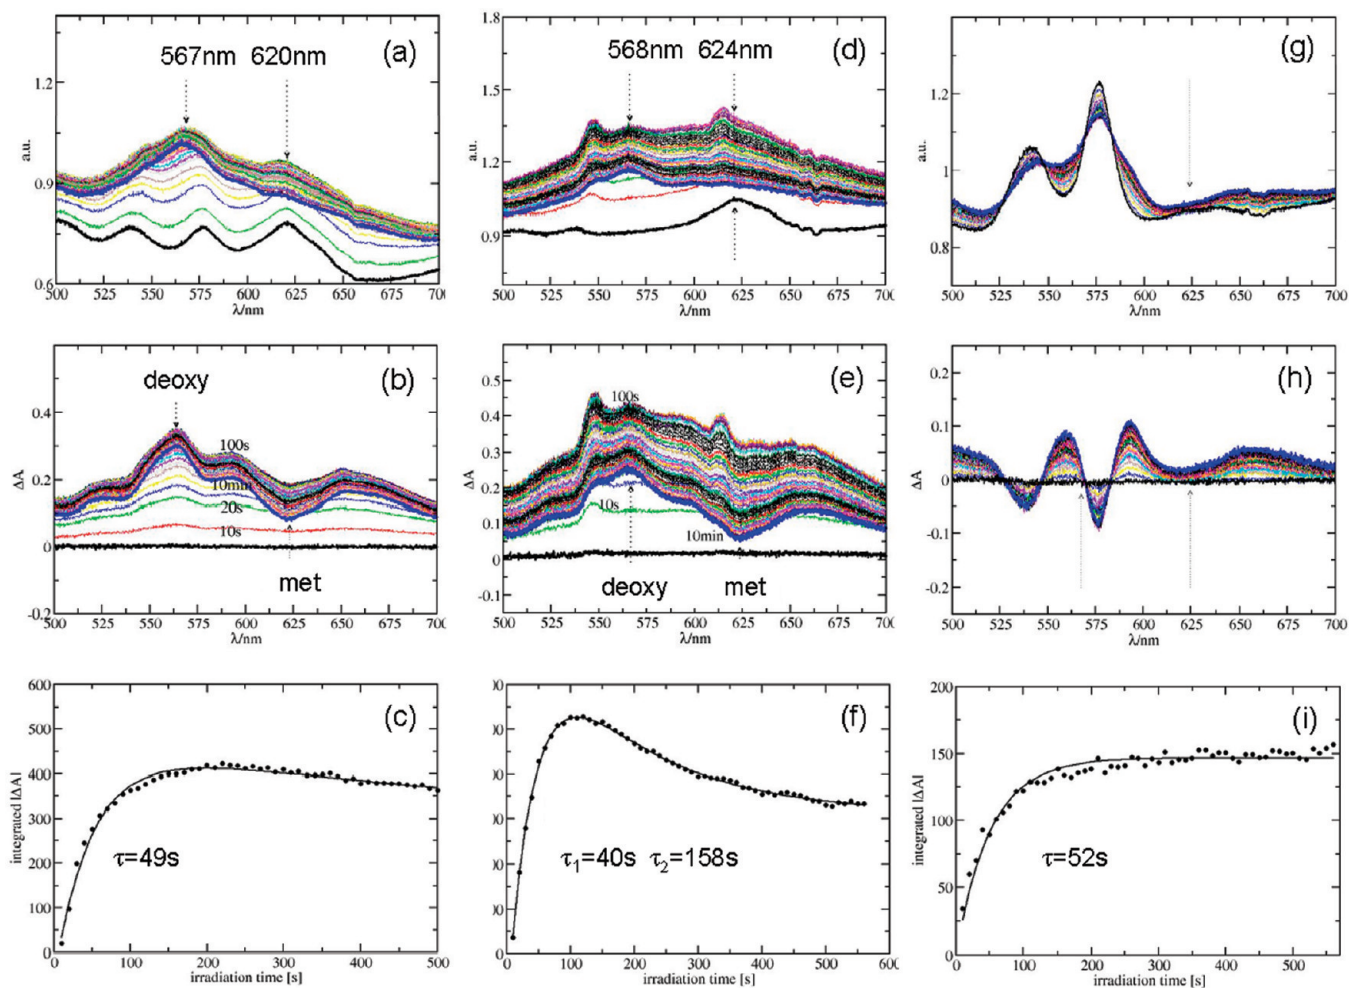 (a)
567nm 620nm
a.u.
1.2
0.9
0.6
500 525 550 575 600 625 650 675 700
λ/nm
(d)
568nm 624nm
a.u.
1.8
1.5
1.2
0.9
500 525 550 575 600 625 650 675 700
λ/nm
(g)
a.u.
1.4
1.2
1
0.8
500 525 550 575 600 625 650 675 700
λ/nm
(b)
deoxy
100s
10min
20s
10s
met
ΔA
0.4
0.2
0
-0.2
500 525 550 575 600 625 650 675 700
λ/nm
(e)
100s
10s
10min
deoxy met
ΔA
0.5
0.4
0.3
0.2
0.1
0
-0.1
500 525 550 575 600 625 650 675 700
λ/nm
(h)
ΔA
0.2
0.1
0
-0.1
-0.2
500 525 550 575 600 625 650 675 700
λ/nm
(c)
τ=49s
integrated |ΔA|
600
500
400
300
200
100
0
0 100 200 300 400 500
irradiation time [s]
(f)
τ1=40s τ2=158s
0 100 200 300 400 500 600
irradiation time [s]
(i)
τ=52s
integrated |ΔA|
200
150
100
50
0
0 100 200 300 400 500
irradiation time [s]